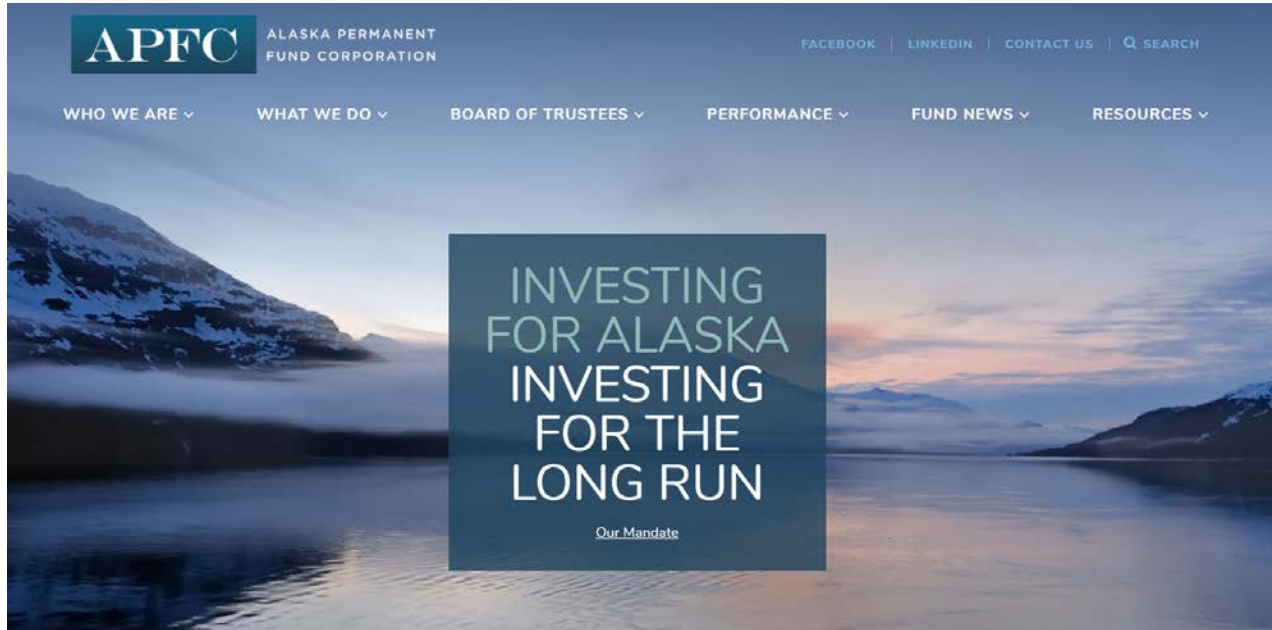 APFC
ALASKA PERMANENT
FUND CORPORATION
FACEBOOK | LINKEDIN | CONTACT US | SEARCH
WHO WE ARE WHAT WE DO BOARD OF TRUSTEES PERFORMANCE FUND NEWS RESOURCES
INVESTING
FOR ALASKA
INVESTING
FOR THE
LONG RUN
Our Mandate